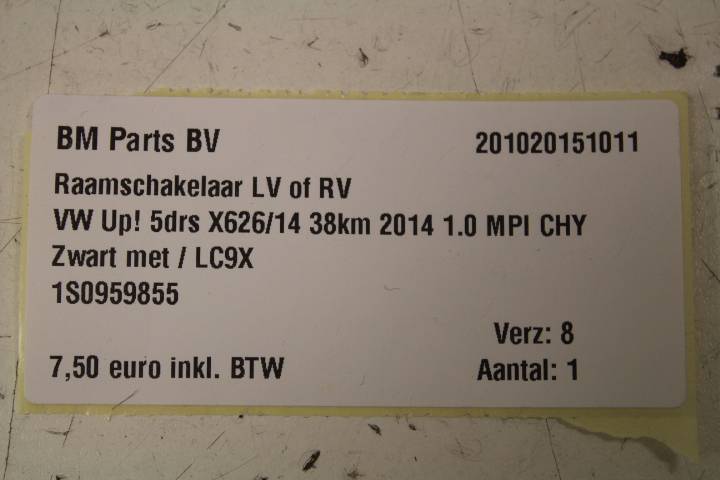 BM Parts BV 201020151011
Raamschakelaar LV of RV
VW Up! 5drs X626/14 38km 2014 1.0 MPI CHY
Zwart met / LC9X
1S0959855
Verz: 8
7,50 euro inkl. BTW Aantal: 1